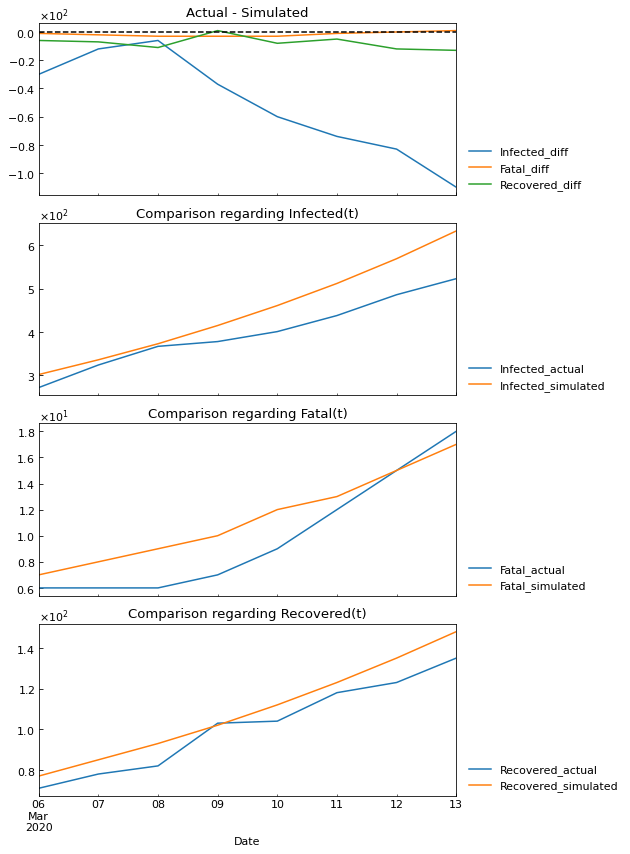 Actual - Simulated
×10²
0.0
−0.2
−0.4
−0.6
−0.8
−1.0
Infected_diff
Fatal_diff
Recovered_diff
Comparison regarding Infected(t)
×10²
6
5
4
3
Infected_actual
Infected_simulated
Comparison regarding Fatal(t)
×10¹
1.8
1.6
1.4
1.2
1.0
0.8
0.6
Fatal_actual
Fatal_simulated
Comparison regarding Recovered(t)
×10²
1.4
1.2
1.0
0.8
Recovered_actual
Recovered_simulated
06 07 08 09 10 11 12 13
Mar
2020
Date